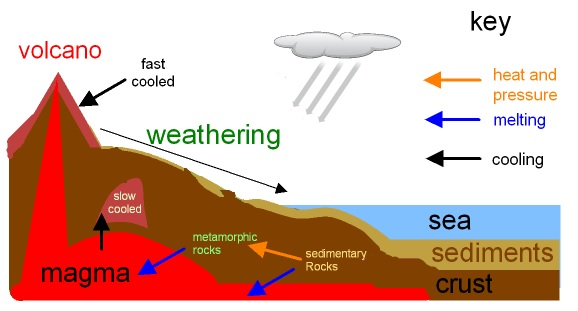 key
volcano
fast
cooled
heat and
pressure
melting
weathering
cooling
slow
cooled
sea
metamorphic
rocks
sedimentary
Rocks
sediments
magma
crust